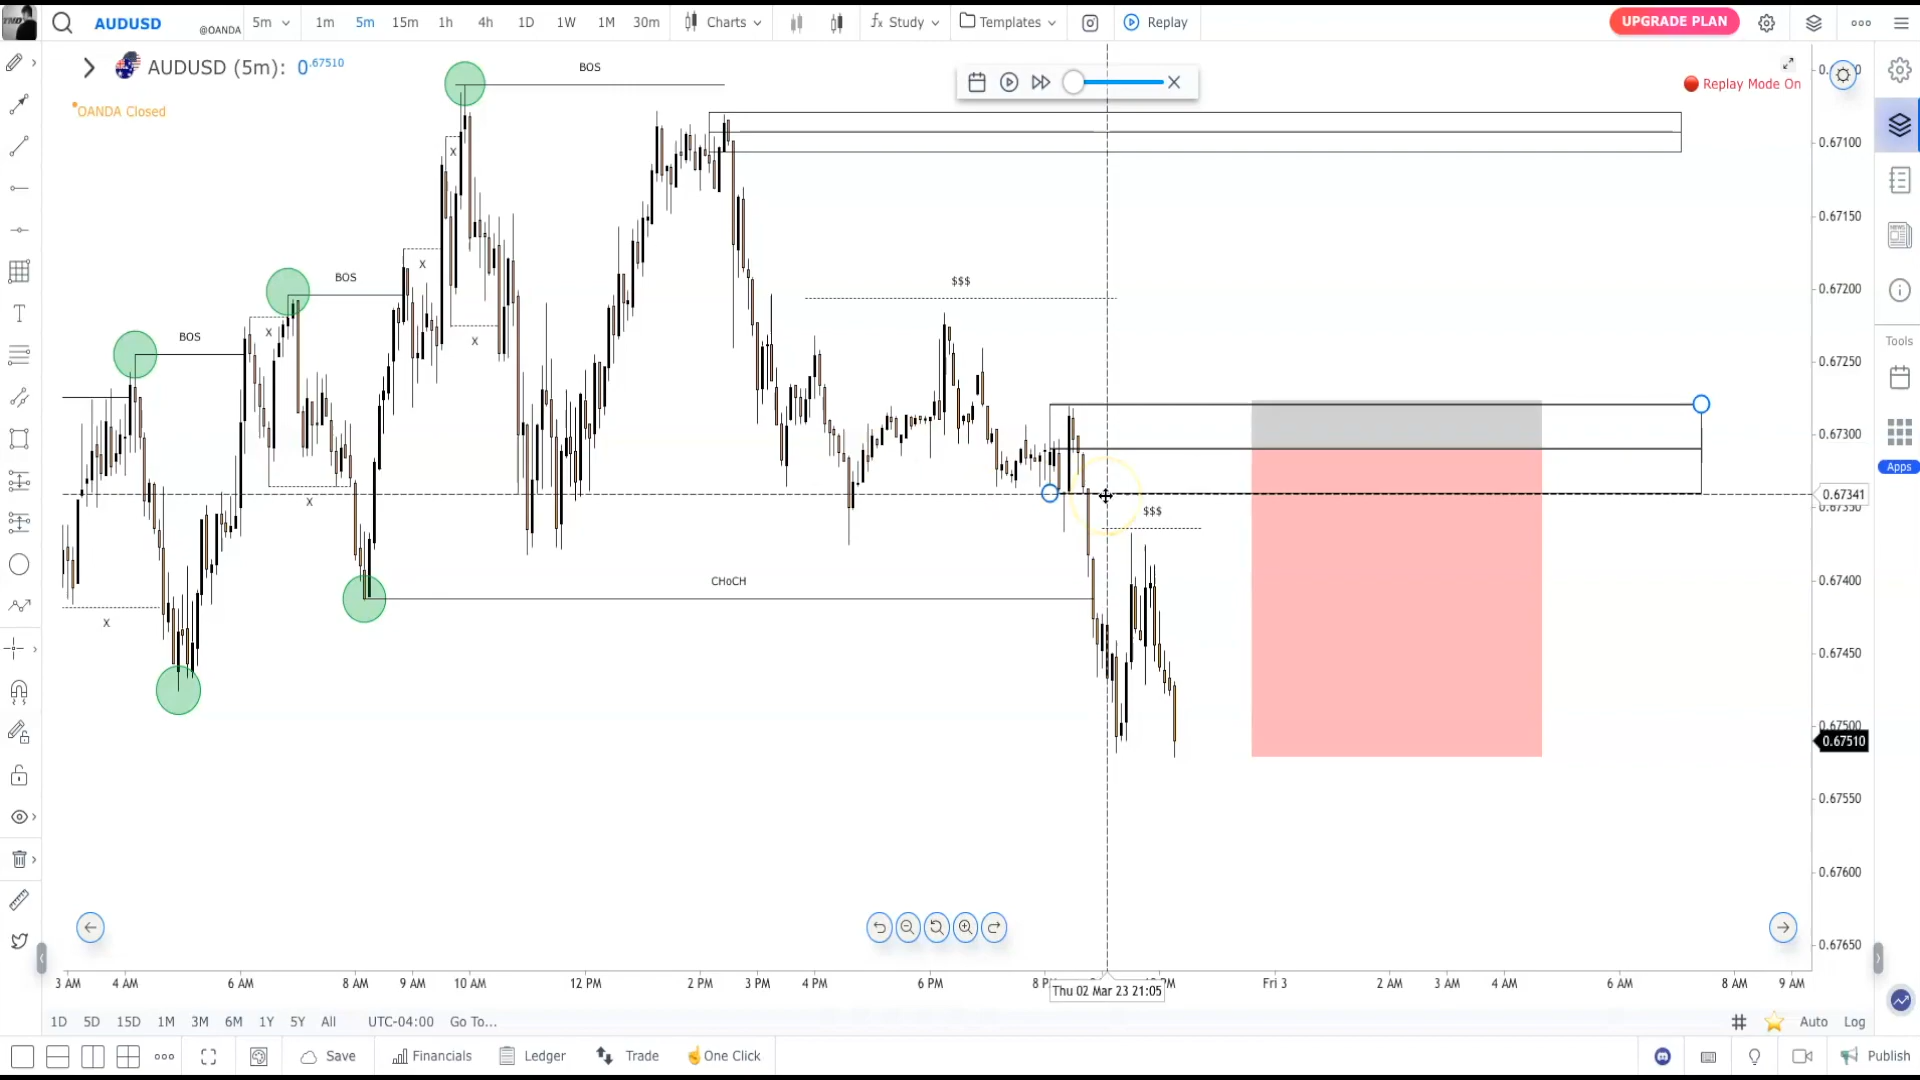 AUDUSD @OANDA 5m 1m 5m 15m 1h 4h 1D 1W 1M 30m Charts fx Study Templates Replay UPGRADE PLAN
AUDUSD (5m): 0.67510
OANDA Closed
Replay Mode On
BOS
X
BOS
X
BOS
X
X
X
X
X
$$$
$$$
CHoCH
0.67100
0.67150
0.67200
0.67250
0.67300
0.67341
0.67350
0.67400
0.67450
0.67500
0.67510
0.67550
0.67600
0.67650
Tools
Apps
3 AM 4 AM 6 AM 8 AM 9 AM 10 AM 12 PM 2 PM 3 PM 4 PM 6 PM Fri 3 2 AM 3 AM 4 AM 6 AM 8 AM 9 AM
Thu 02 Mar 23 21:05
1D 5D 15D 1M 3M 6M 1Y 5Y All UTC-04:00 Go To... Auto Log
Save Financials Ledger Trade One Click Publish